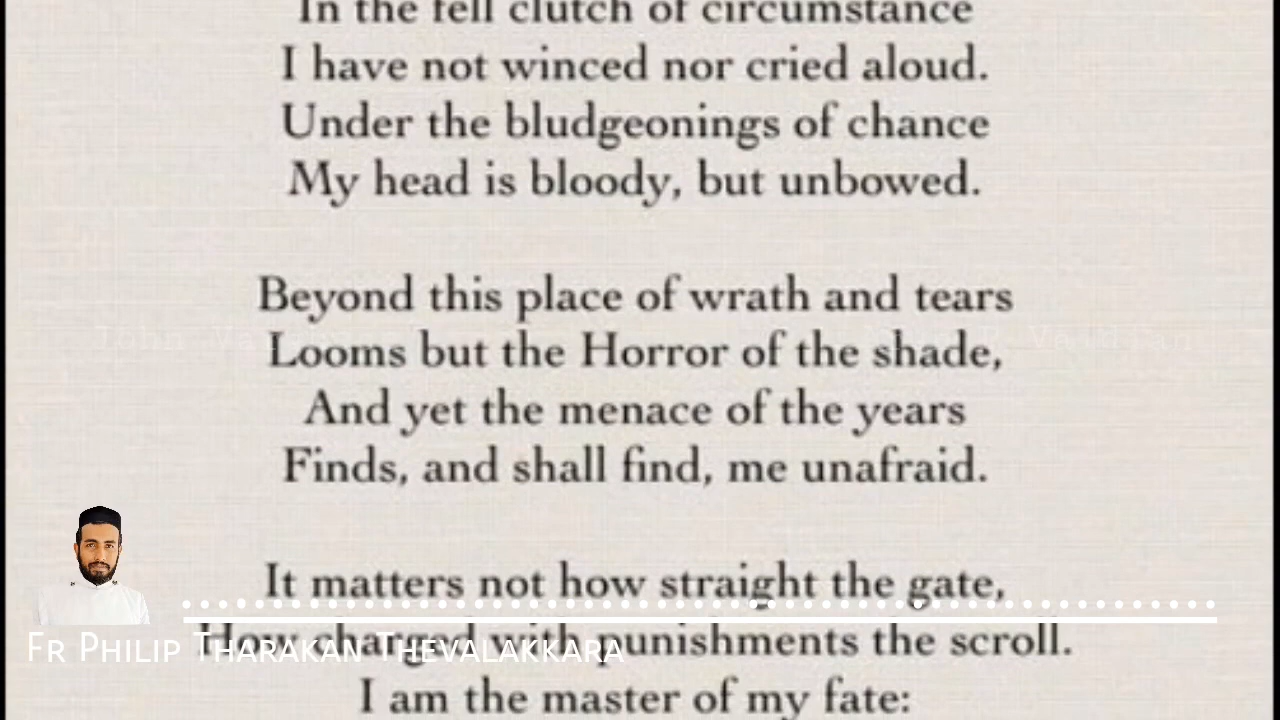 In the fell clutch of circumstance
I have not winced nor cried aloud.
Under the bludgeonings of chance
My head is bloody, but unbowed.
Beyond this place of wrath and tears
Looms but the Horror of the shade,
And yet the menace of the years
Finds, and shall find, me unafraid.
It matters not how straight the gate,
How charged with punishments the scroll.
Fr Philip Tharakan Thevalakkara
I am the master of my fate: